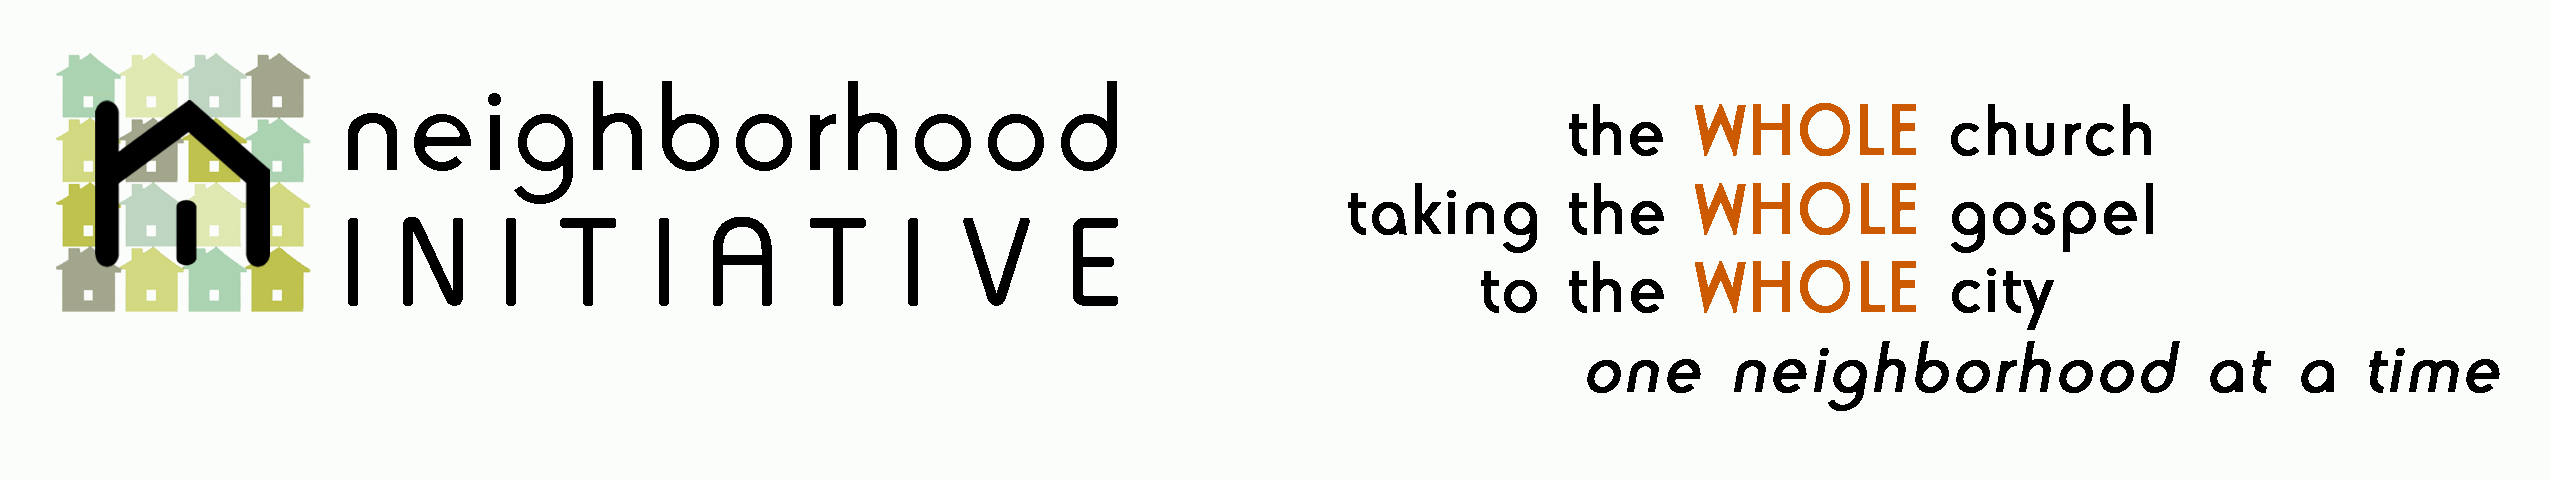 neighborhood
INITIATIVE
the WHOLE church
taking the WHOLE gospel
to the WHOLE city
one neighborhood at a time